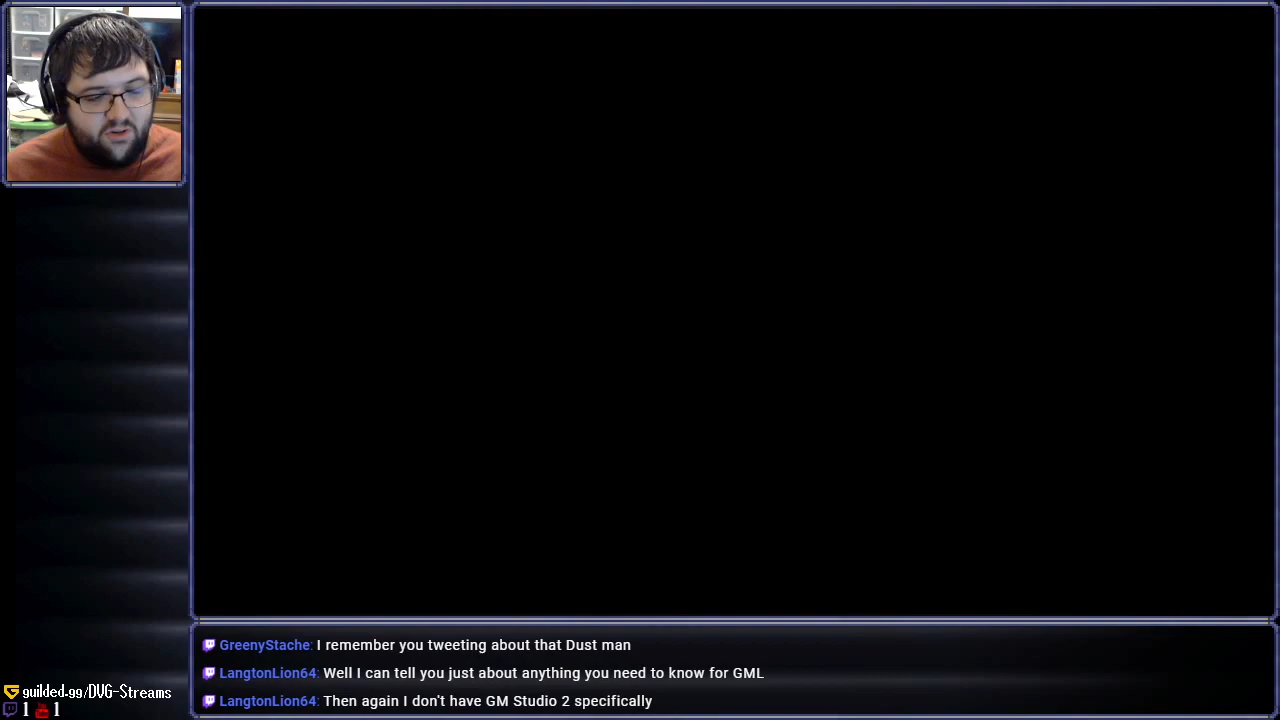 GreenyStache: I remember you tweeting about that Dust man
LangtonLion64: Well I can tell you just about anything you need to know for GML
LangtonLion64: Then again I don't have GM Studio 2 specifically
guilded.gg/DVG-Streams
1 1